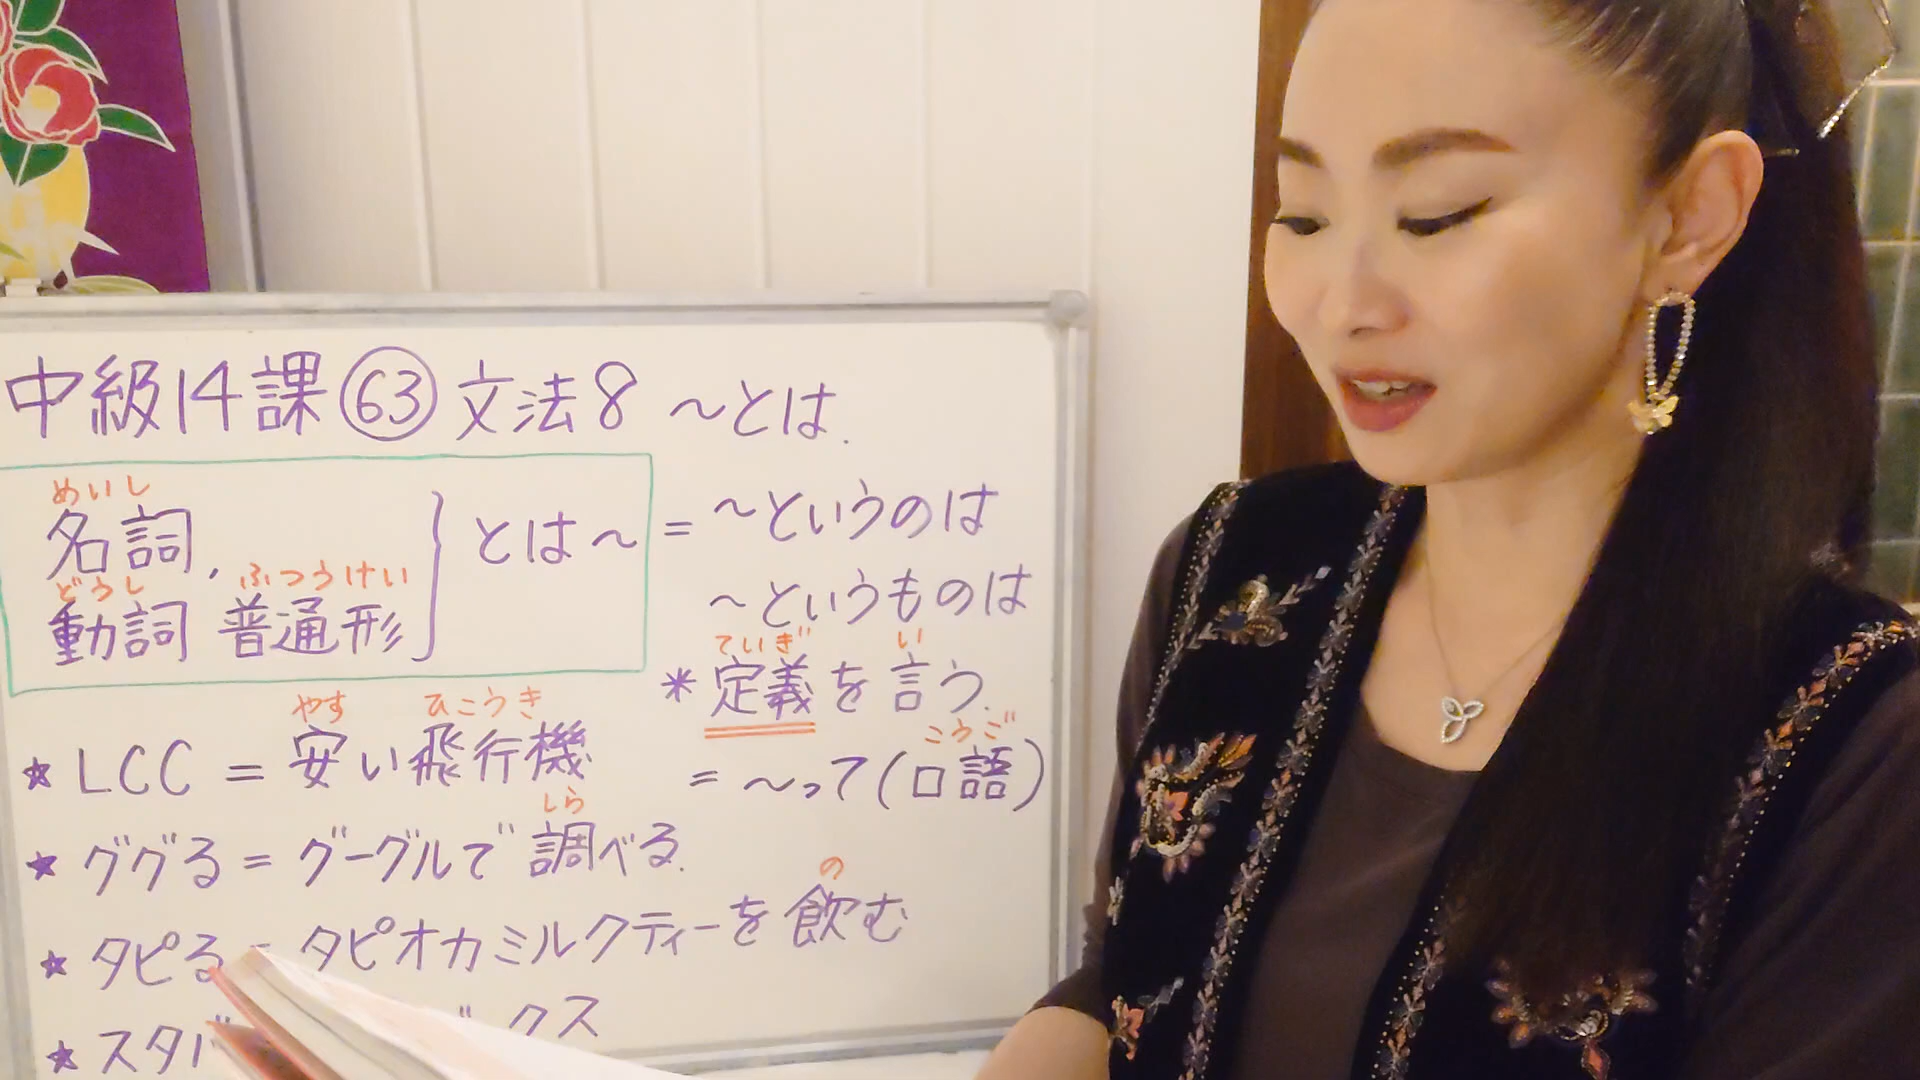 中級14課 ㊿63 文法8 ～とは.
めいし
名詞,
どうし ふつうけい
動詞 普通形 } とは～
= ～というのは
～というものは
ていぎ い
* 定義を言う.
こうご
= ～って(口語)
やす ひこうき
★ LCC = 安い飛行機
しら
★ ググる = グーグルで調べる.
の
★ タピる = タピオカミルクティーを飲む
★ スタバ
クス